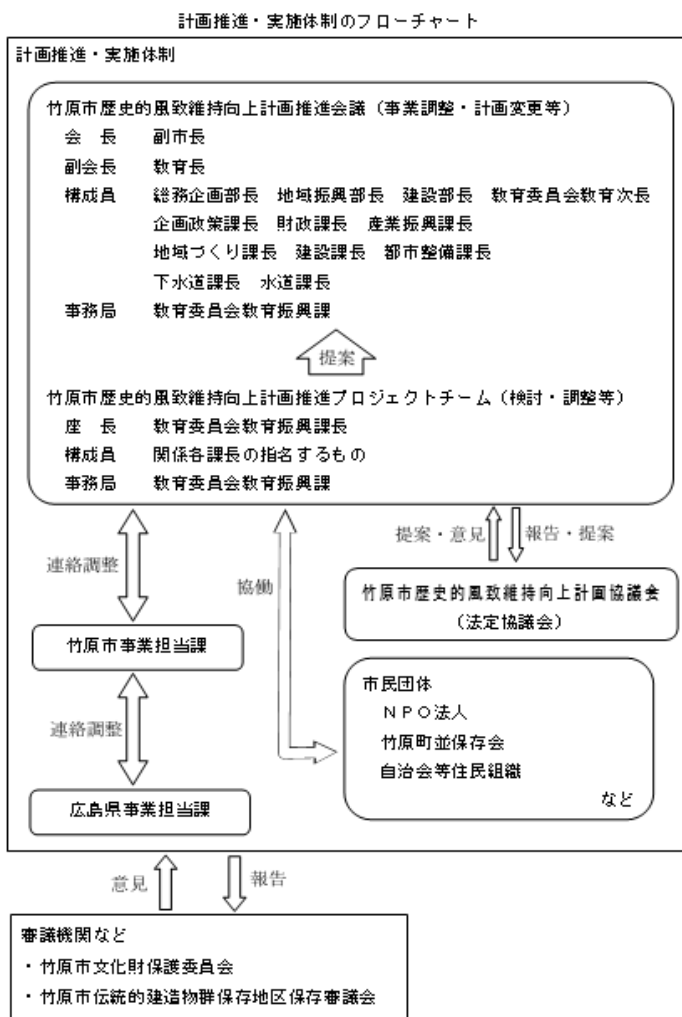 計画推進・実施体制のフローチャート
計画推進・実施体制
竹原市歴史的風致維持向上計画推進会議（事業調整・計画変更等）
会　長　副市長
副会長　教育長
構成員　総務企画部長　地域振興部長　建設部長　教育委員会教育次長
企画政策課長　財政課長　産業振興課長
地域づくり課長　建設課長　都市整備課長
下水道課長　水道課長
事務局　教育委員会教育振興課
提案
竹原市歴史的風致維持向上計画推進プロジェクトチーム（検討・調整等）
座　長　教育委員会教育振興課長
構成員　関係各課長の指名するもの
事務局　教育委員会教育振興課
連絡調整
協働
提案・意見
報告・提案
竹原市歴史的風致維持向上計画協議会
（法定協議会）
竹原市事業担当課
市民団体
ＮＰＯ法人
竹原町並保存会
自治会等住民組織
など
連絡調整
広島県事業担当課
意見
報告
審議機関など
・竹原市文化財保護委員会
・竹原市伝統的建造物群保存地区保存審議会